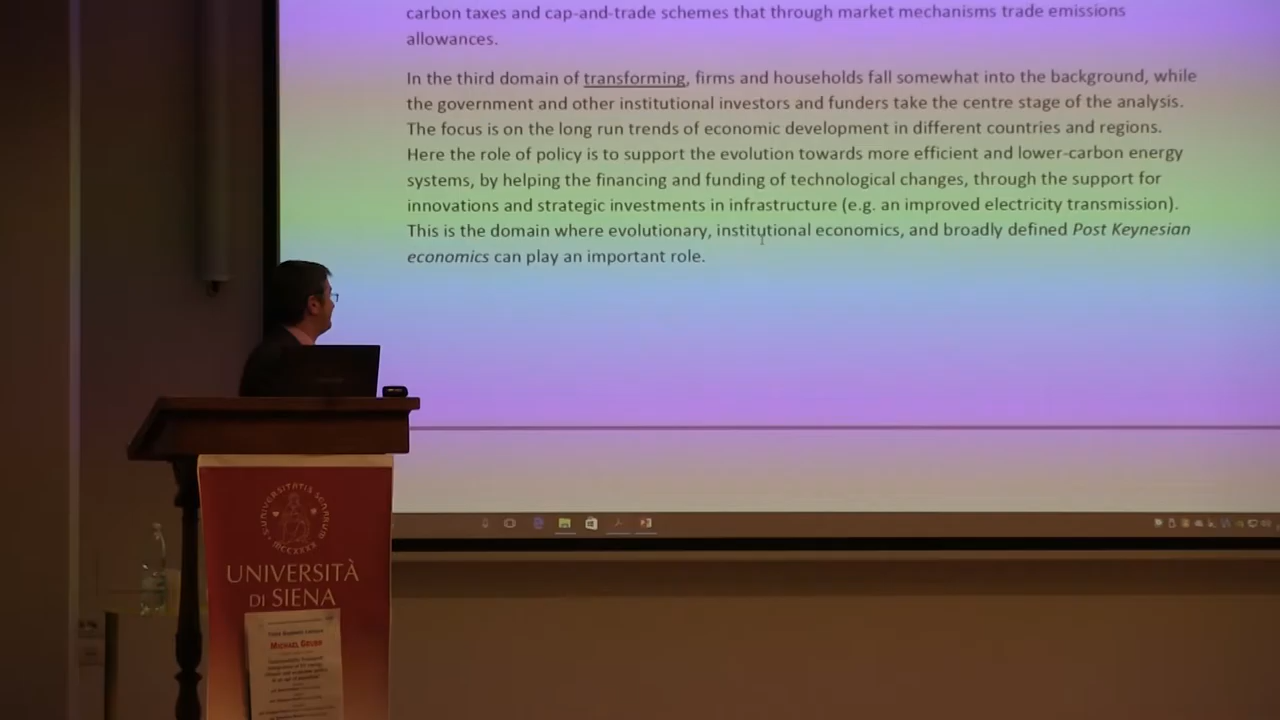 carbon taxes and cap-and-trade schemes that through market mechanisms trade emissions
allowances.
In the third domain of transforming, firms and households fall somewhat into the background, while
the government and other institutional investors and funders take the centre stage of the analysis.
The focus is on the long run trends of economic development in different countries and regions.
Here the role of policy is to support the evolution towards more efficient and lower-carbon energy
systems, by helping the financing and funding of technological changes, through the support for
innovations and strategic investments in infrastructure (e.g. an improved electricity transmission).
This is the domain where evolutionary, institutional economics, and broadly defined Post Keynesian
economics can play an important role.
MCCXXXX
UNIVERSITÀ
DI SIENA
MICHAEL GRUBB